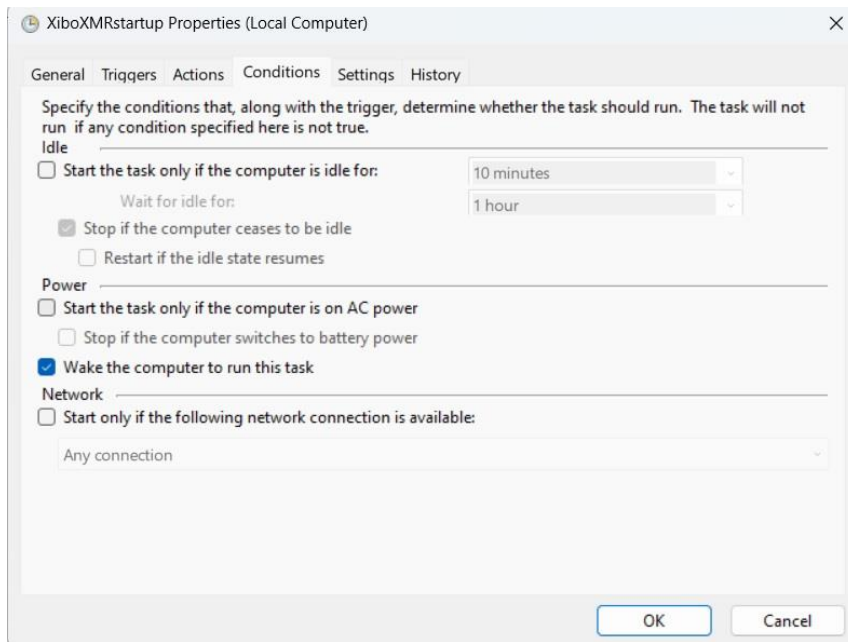 XiboXMRstartup Properties (Local Computer)
General Triggers Actions Conditions Settings History
Specify the conditions that, along with the trigger, determine whether the task should run. The task will not
run if any condition specified here is not true.
Idle
Start the task only if the computer is idle for: 10 minutes
Wait for idle for: 1 hour
Stop if the computer ceases to be idle
Restart if the idle state resumes
Power
Start the task only if the computer is on AC power
Stop if the computer switches to battery power
Wake the computer to run this task
Network
Start only if the following network connection is available:
Any connection
OK Cancel